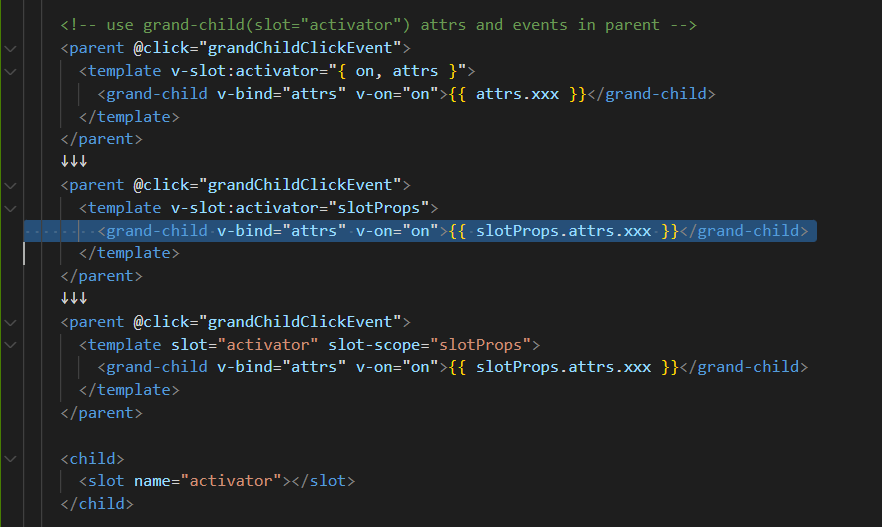 <!-- use grand-child(slot="activator") attrs and events in parent -->
<parent @click="grandChildClickEvent">
<template v-slot:activator="{ on, attrs }">
<grand-child v-bind="attrs" v-on="on">{{ attrs.xxx }}</grand-child>
</template>
</parent>
↓↓↓
<parent @click="grandChildClickEvent">
<template v-slot:activator="slotProps">
<grand-child v-bind="attrs" v-on="on">{{ slotProps.attrs.xxx }}</grand-child>
</template>
</parent>
↓↓↓
<parent @click="grandChildClickEvent">
<template slot="activator" slot-scope="slotProps">
<grand-child v-bind="attrs" v-on="on">{{ slotProps.attrs.xxx }}</grand-child>
</template>
</parent>
<child>
<slot name="activator"></slot>
</child>